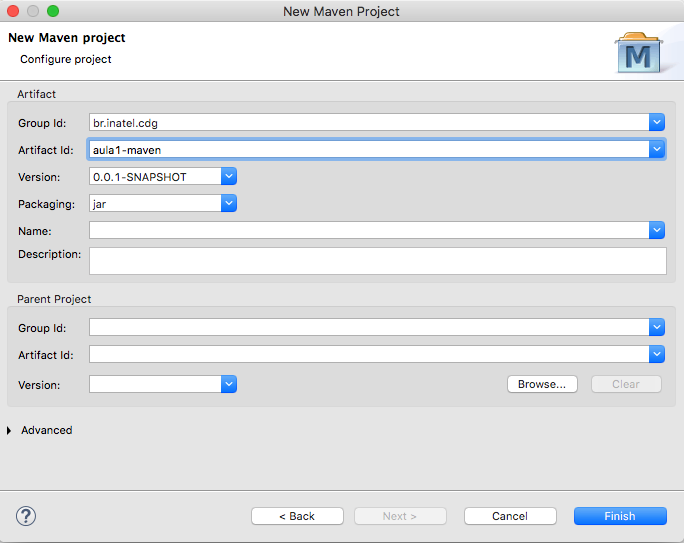 New Maven Project
New Maven project
Configure project
M
Artifact
Group Id: br.inatel.cdg
Artifact Id: aula1-maven
Version: 0.0.1-SNAPSHOT
Packaging: jar
Name:
Description:
Parent Project
Group Id:
Artifact Id:
Version: Browse... Clear
Advanced
? < Back Next > Cancel Finish